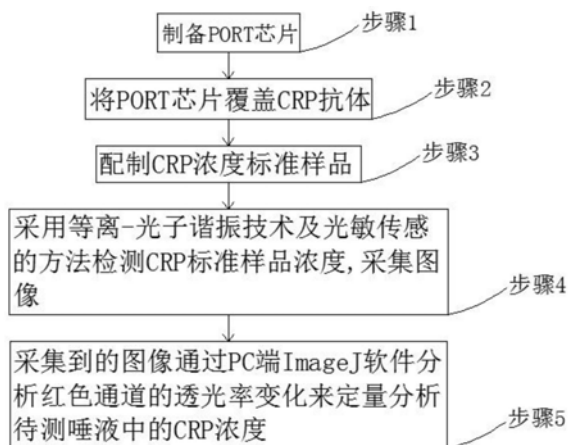 制备PORT芯片
步骤1
将PORT芯片覆盖CRP抗体
步骤2
配制CRP浓度标准样品
步骤3
采用等离-光子谐振技术及光敏传感
的方法检测CRP标准样品浓度,采集图
像
步骤4
采集到的图像通过PC端ImageJ软件分
析红色通道的透光率变化来定量分析
待测唾液中的CRP浓度
步骤5